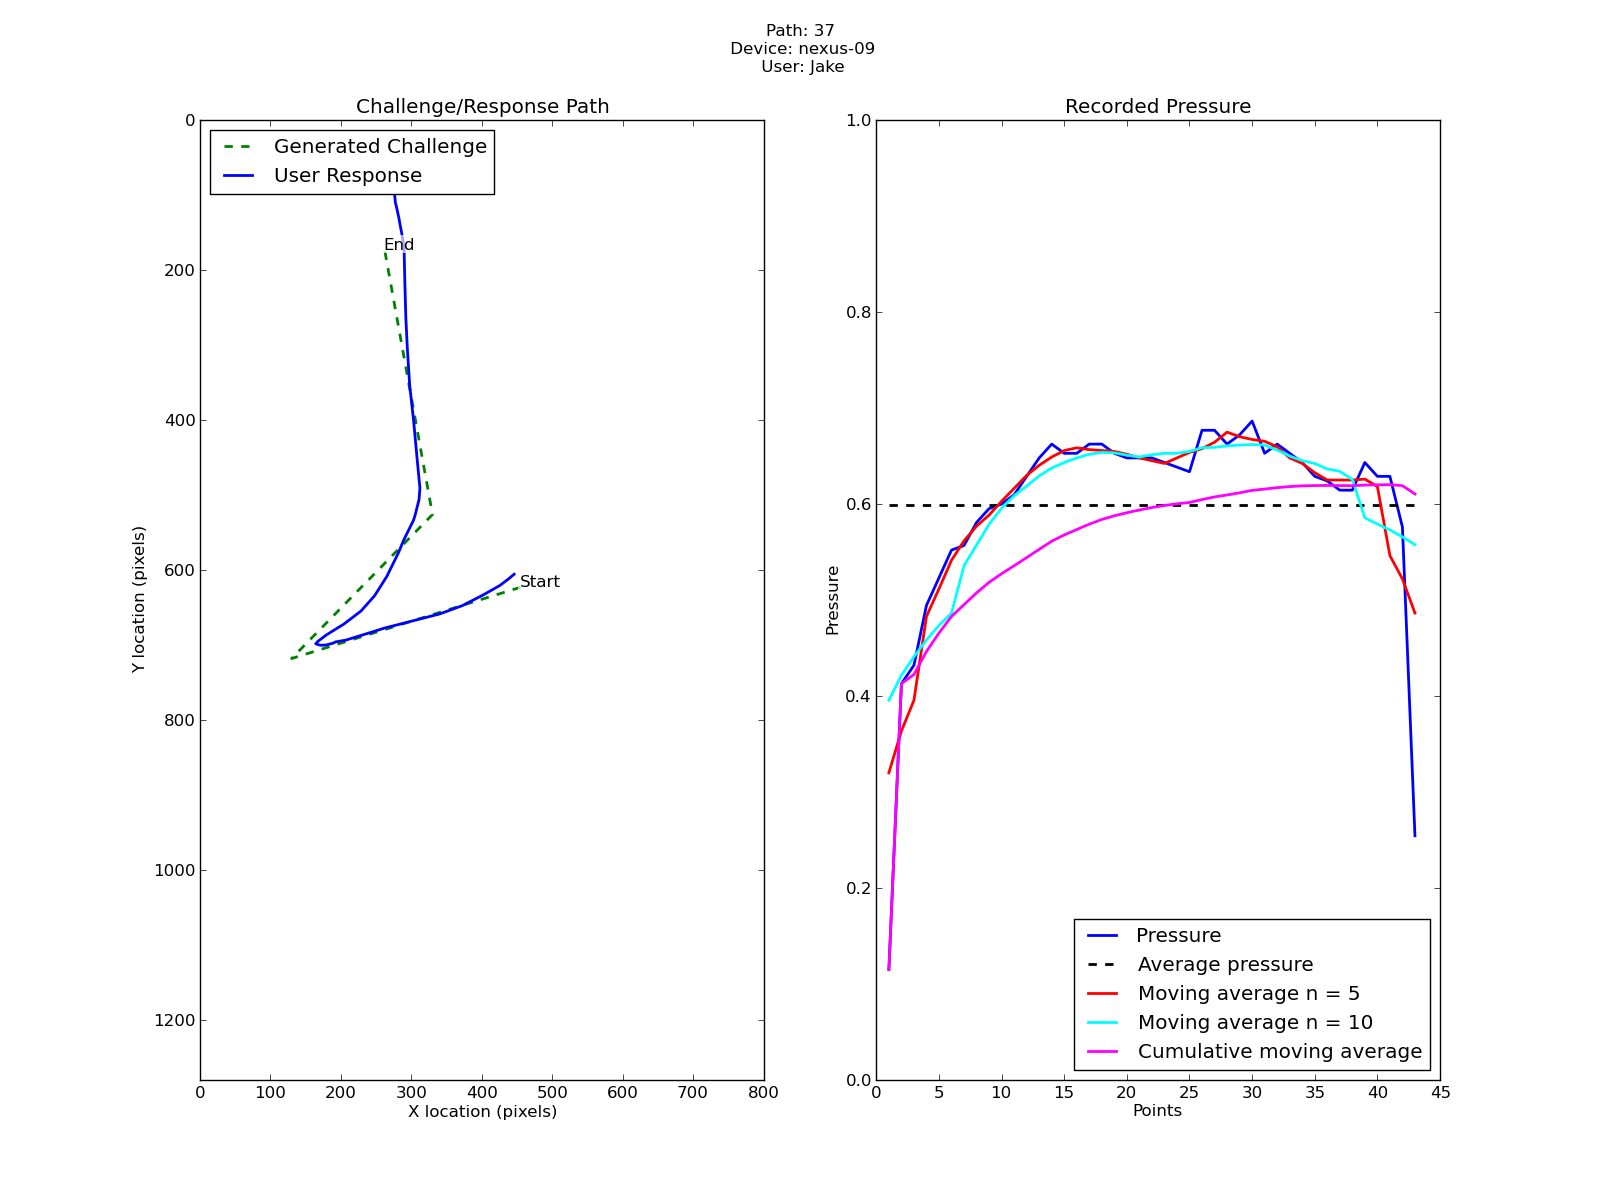 Path: 37
Device: nexus-09
User: Jake
Challenge/Response Path
Generated Challenge
User Response
End
Start
0
200
400
600
800
1000
1200
Y location (pixels)
0 100 200 300 400 500 600 700 800
X location (pixels)
Recorded Pressure
1.0
0.8
0.6
0.4
0.2
0.0
Pressure
Pressure
Average pressure
Moving average n = 5
Moving average n = 10
Cumulative moving average
0 5 10 15 20 25 30 35 40 45
Points